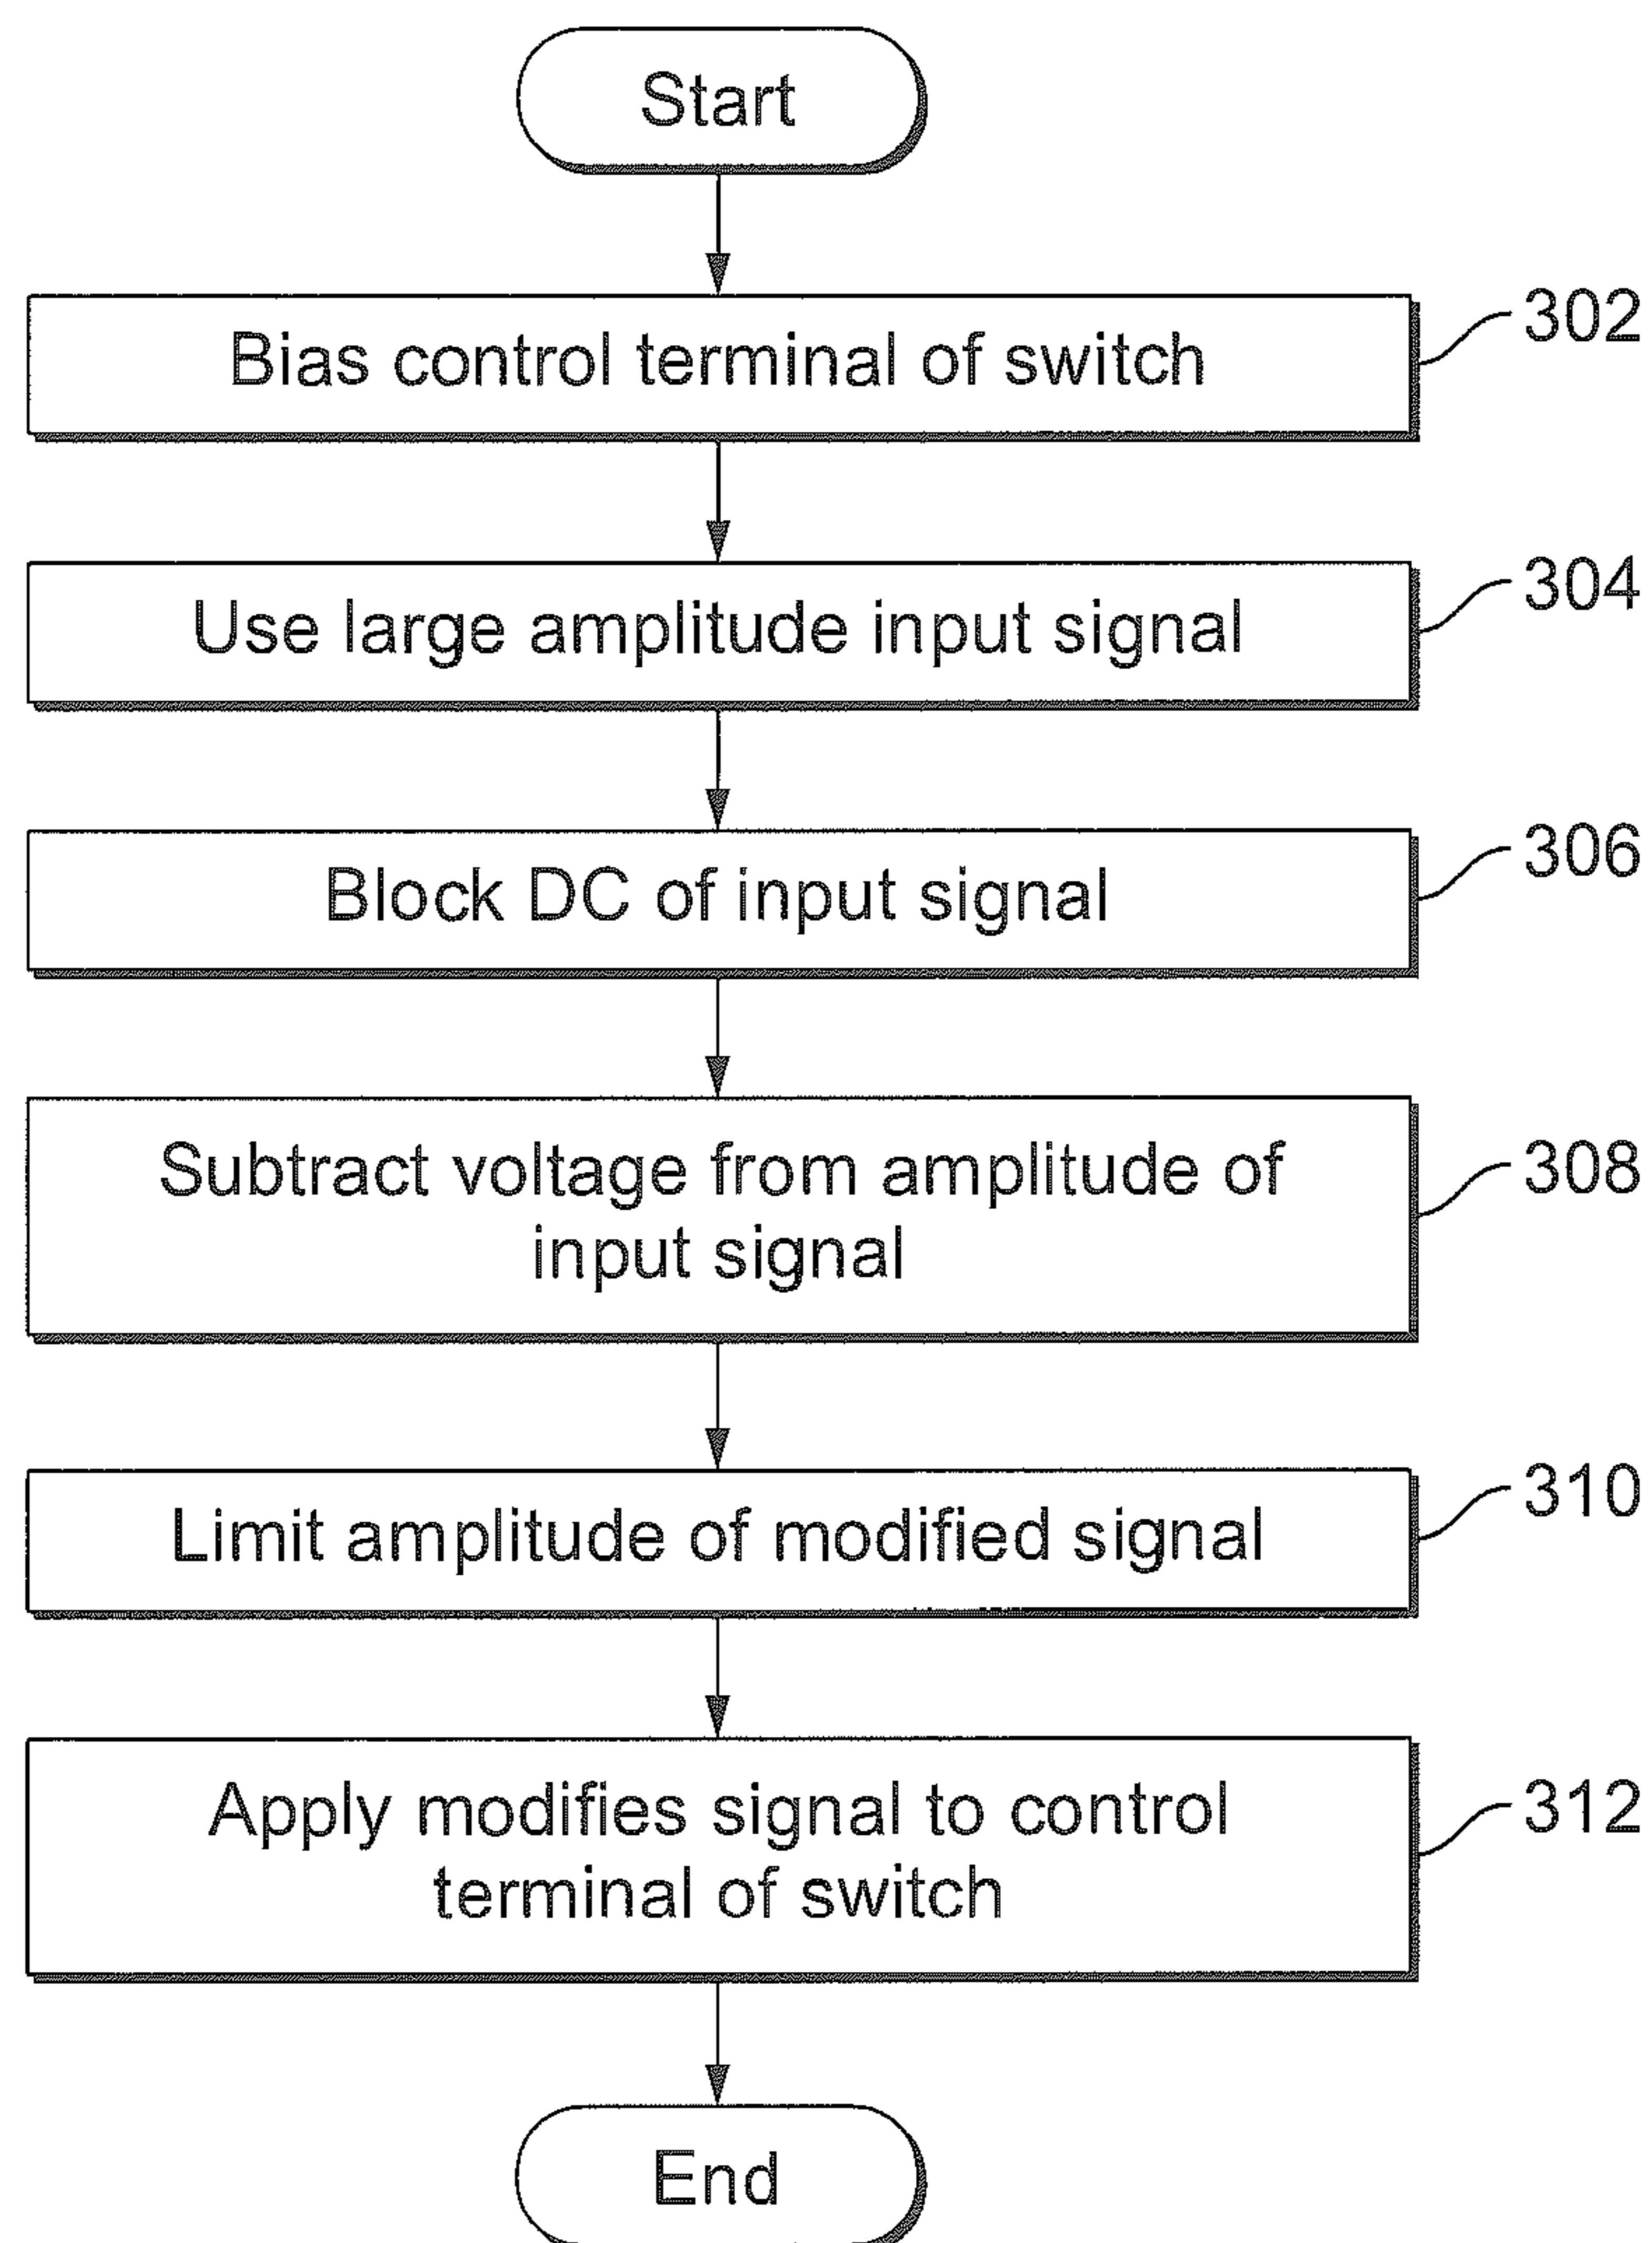 Start
Bias control terminal of switch
302
Use large amplitude input signal
304
Block DC of input signal
306
Subtract voltage from amplitude of
input signal
308
Limit amplitude of modified signal
310
Apply modifies signal to control
terminal of switch
312
End